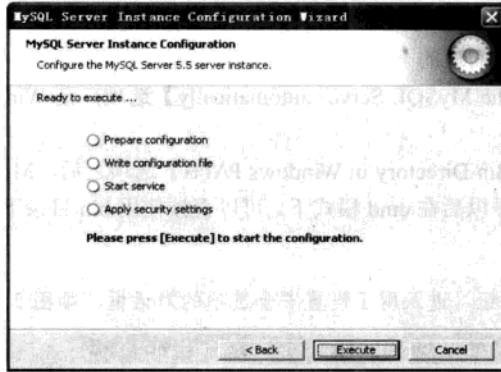 MySQL Server Instance Configuration Wizard
MySQL Server Instance Configuration
Configure the MySQL Server 5.5 server instance.
Ready to execute ...
Prepare configuration
Write configuration file
Start service
Apply security settings
Please press [Execute] to start the configuration.
< Back
Execute
Cancel